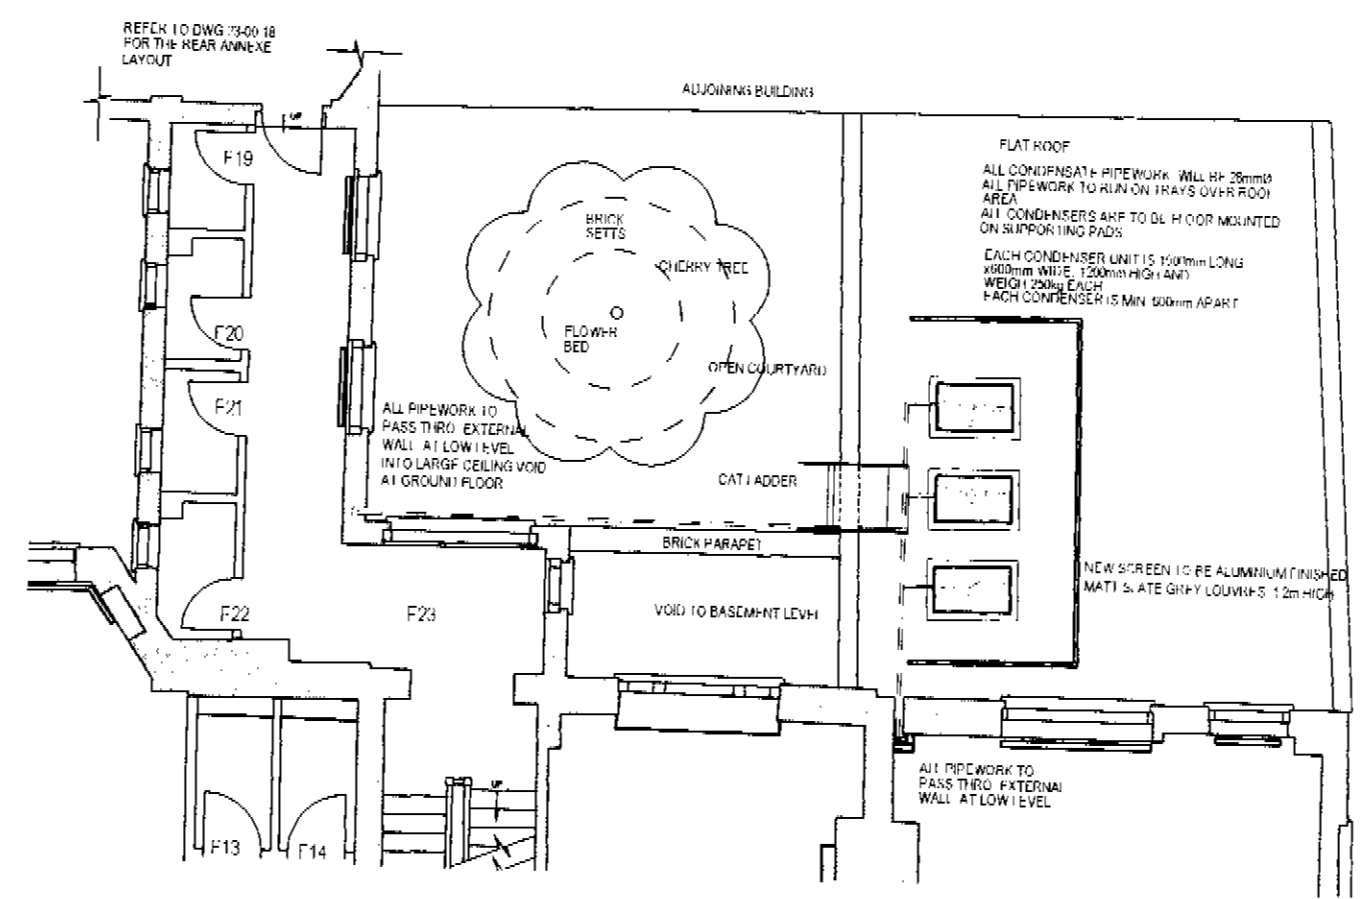 REFER TO DWG 23-00 18
FOR THE REAR ANNEXE
LAYOUT
ADJOINING BUILDING
UP
F19
FLAT ROOF
ALL CONDENSATE PIPEWORK WILL BE 28mmØ
ALL PIPEWORK TO RUN ON TRAYS OVER ROOF
AREA
ALL CONDENSERS ARE TO BE FLOOR MOUNTED
ON SUPPORTING PADS
EACH CONDENSER UNIT IS mm LONG
x600mm WIDE, 1200mm HIGH AND
WEIGH 250kg EACH
EACH CONDENSER IS MIN 600mm APART
BRICK
SETTS
CHERRY TREE
FLOWER
BED
OPEN COURTYARD
F20
F21
ALL PIPEWORK TO
PASS THRO EXTERNAL
WALL AT LOW LEVEL
INTO LARGE CEILING VOID
AT GROUND FLOOR
CAT LADDER
BRICK PARAPET
NEW SCREEN TO BE ALUMINIUM FINISHED
MATT SLATE GREY LOUVRES 1.2m HIGH
VOID TO BASEMENT LEVEL
F22
F23
ALL PIPEWORK TO
PASS THRO EXTERNAL
WALL AT LOW LEVEL
UP
F13
F14